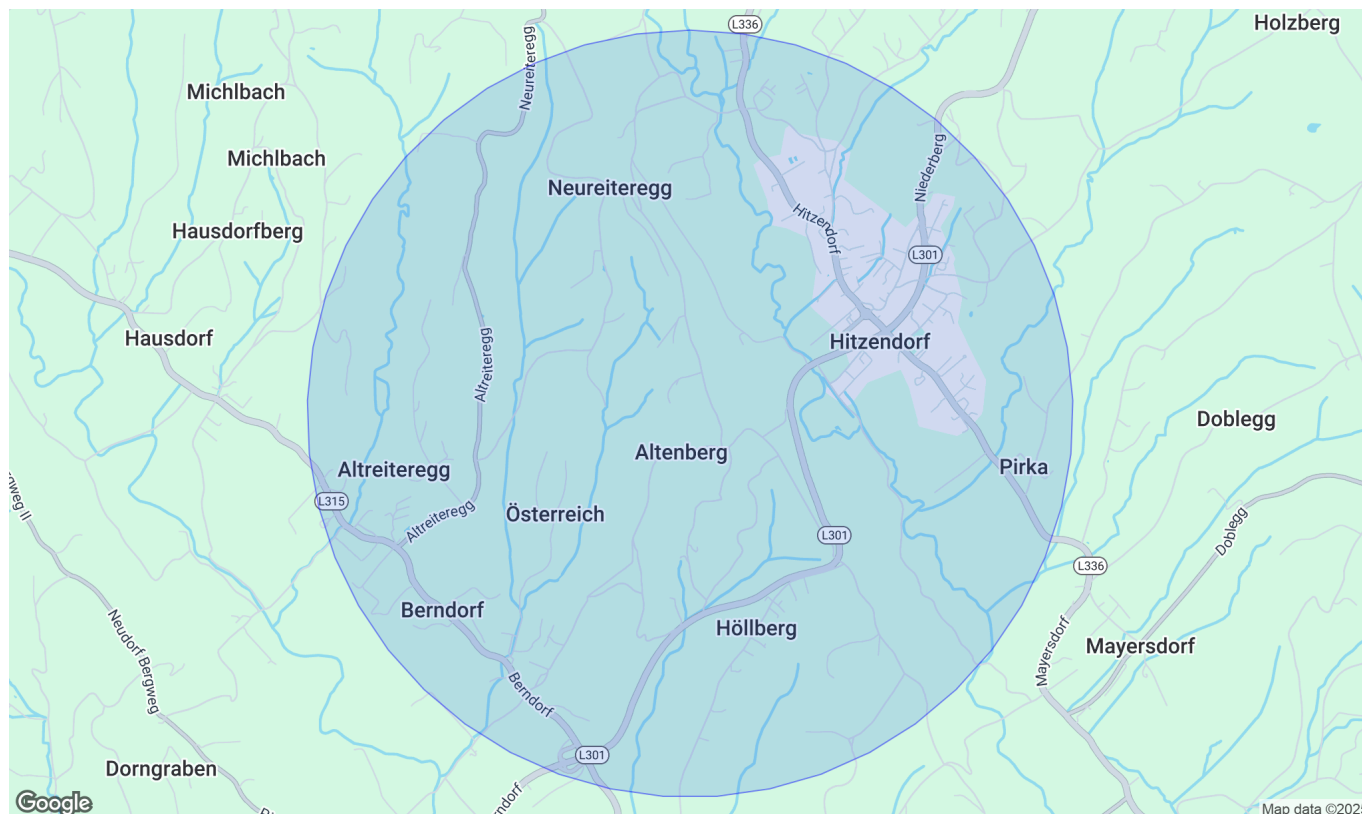 L336
Holzberg
Neureiteregg
Michlbach
Michlbach
Niederberg
Neureiteregg
Hitzendorf
Hausdorfberg
L301
Hausdorf
Hitzendorf
Altreiteregg
Doblegg
Altenberg
Pirka
Altreiteregg
L315
Österreich
Altreiteregg
Doblegg
L301
L336
Berndorf
Höllberg
Mayersdorf
Mayersdorf
Neudorf Bergweg
Berndorf
L301
Dorngraben
Google
Map data ©2025